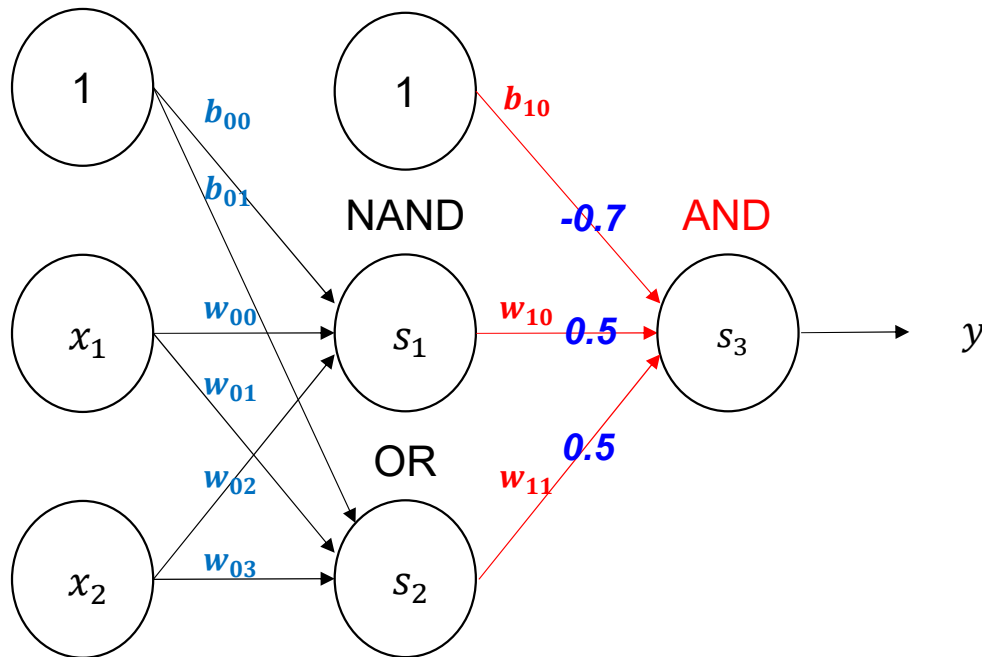 1
1
b₀₀
b₁₀
b₀₁
NAND
-0.7
AND
x₁
w₀₀
s₁
w₁₀
0.5
s₃
y
w₀₁
OR
0.5
w₀₂
w₁₁
x₂
w₀₃
s₂